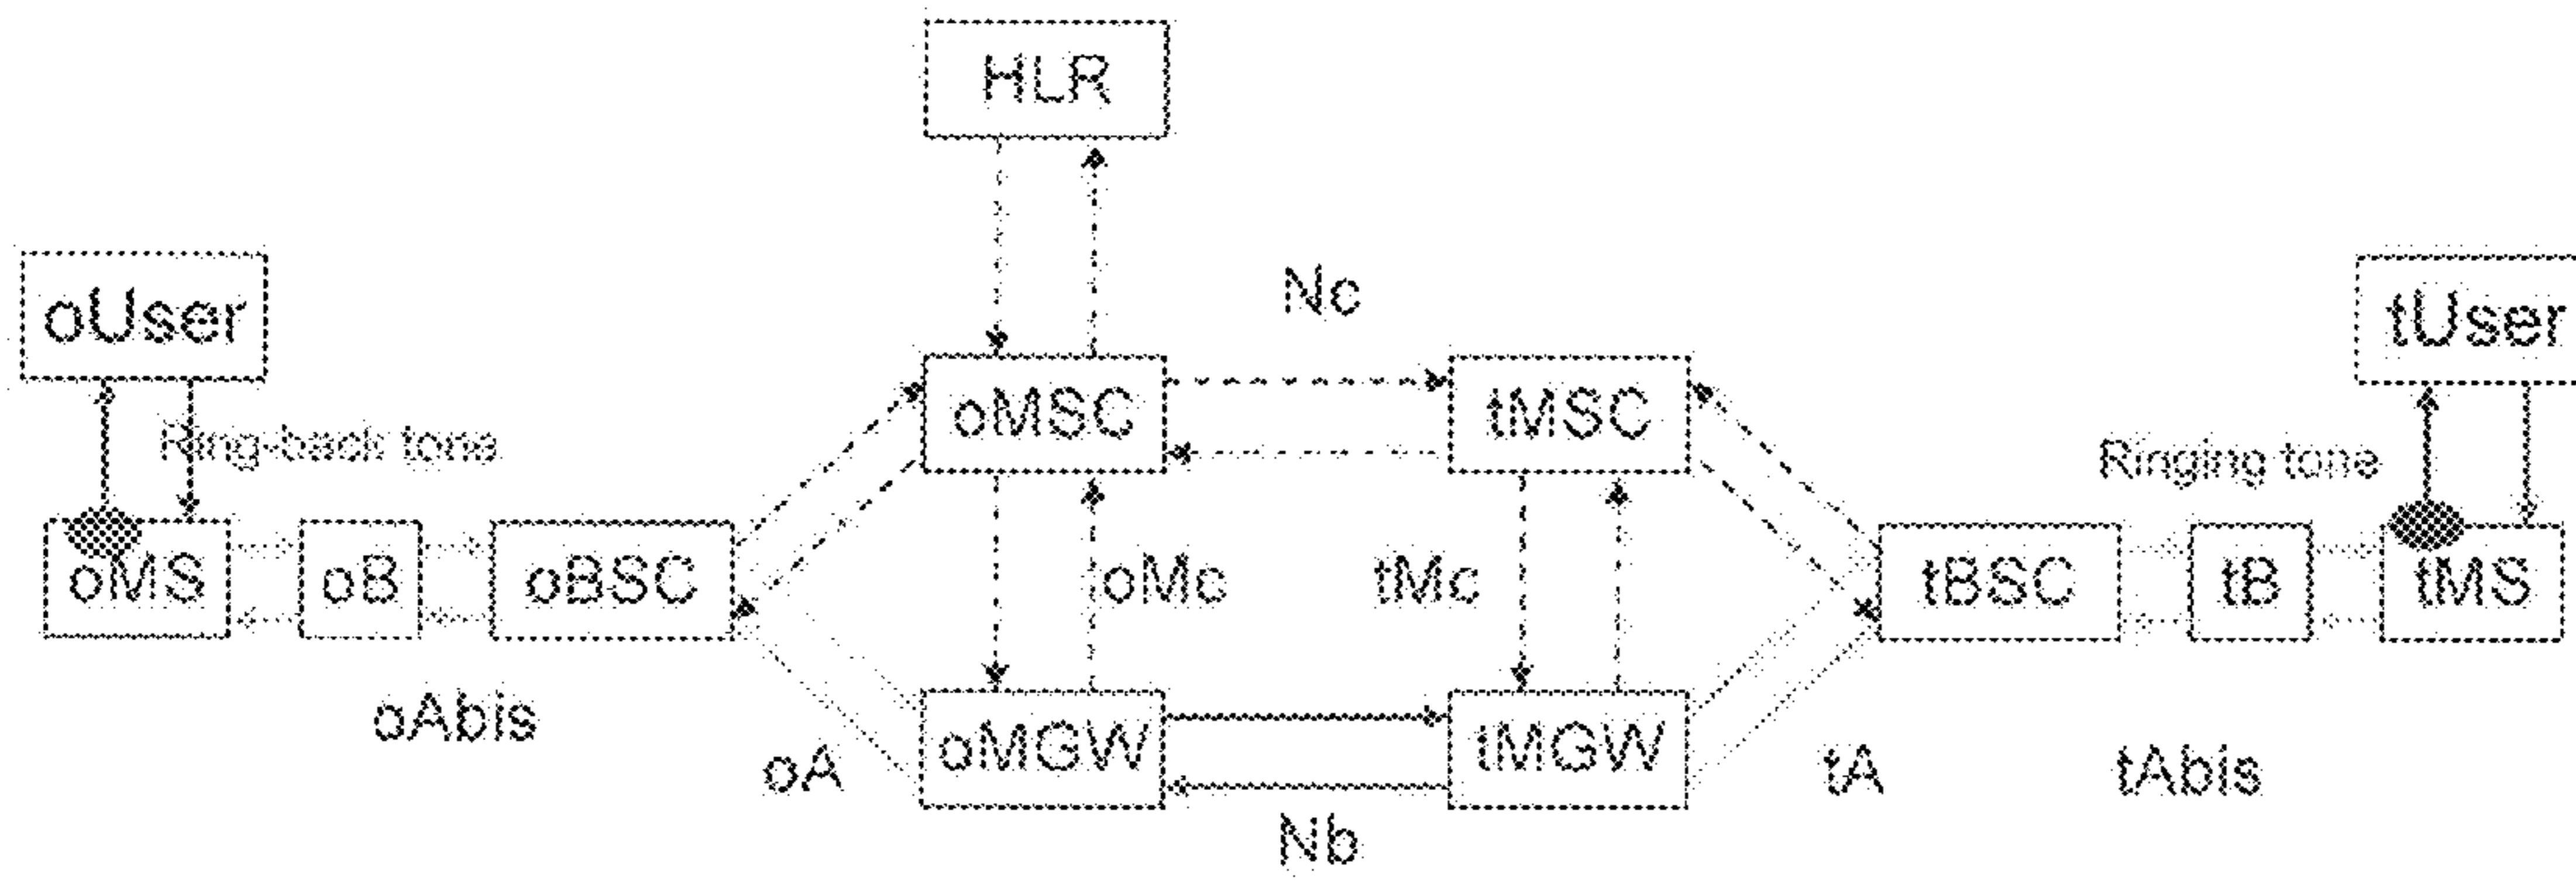 HLR
Nc
oUser
tUser
oMSC
tMSC
Ring-back tone
Ringing tone
oMS
oB
oBSC
oMc
tMc
tBSC
tB
tMS
oAbis
oMGW
tMGW
oA
tA
tAbis
Nb